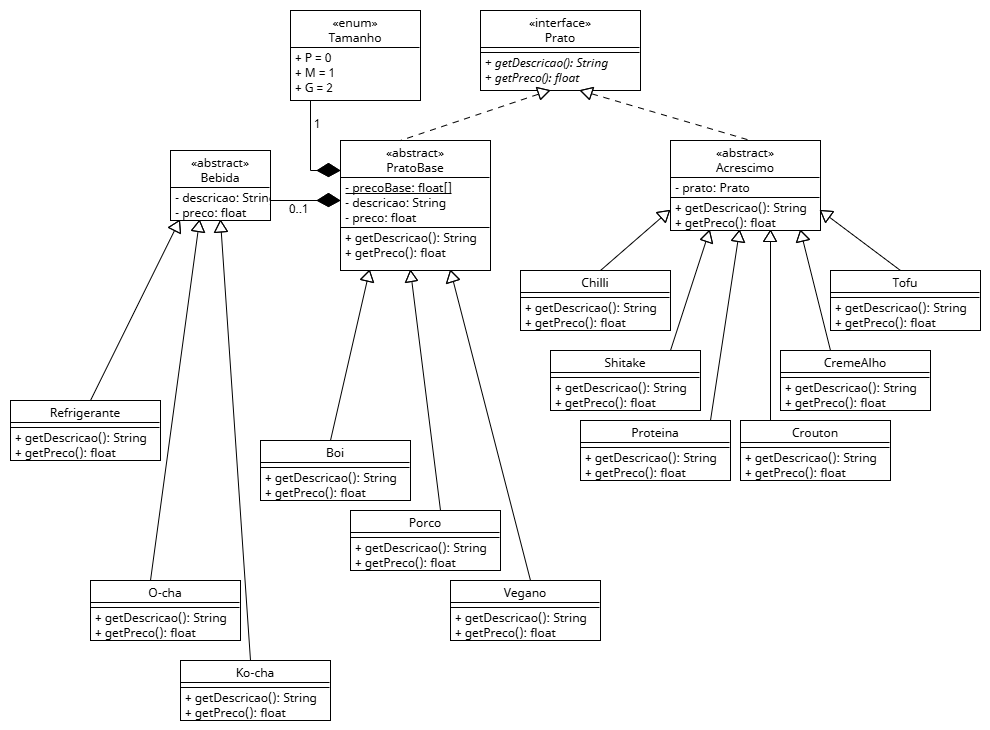 «enum»
Tamanho
+ P = 0
+ M = 1
+ G = 2
«interface»
Prato
+ getDescricao(): String
+ getPreco(): float
1
«abstract»
Bebida
- descricao: String
- preco: float
0..1
«abstract»
PratoBase
- precoBase: float[]
- descricao: String
- preco: float
+ getDescricao(): String
+ getPreco(): float
«abstract»
Acrescimo
- prato: Prato
+ getDescricao(): String
+ getPreco(): float
Chilli
+ getDescricao(): String
+ getPreco(): float
Tofu
+ getDescricao(): String
+ getPreco(): float
Shitake
+ getDescricao(): String
+ getPreco(): float
CremeAlho
+ getDescricao(): String
+ getPreco(): float
Refrigerante
+ getDescricao(): String
+ getPreco(): float
Proteina
+ getDescricao(): String
+ getPreco(): float
Crouton
+ getDescricao(): String
+ getPreco(): float
Boi
+ getDescricao(): String
+ getPreco(): float
Porco
+ getDescricao(): String
+ getPreco(): float
O-cha
+ getDescricao(): String
+ getPreco(): float
Vegano
+ getDescricao(): String
+ getPreco(): float
Ko-cha
+ getDescricao(): String
+ getPreco(): float